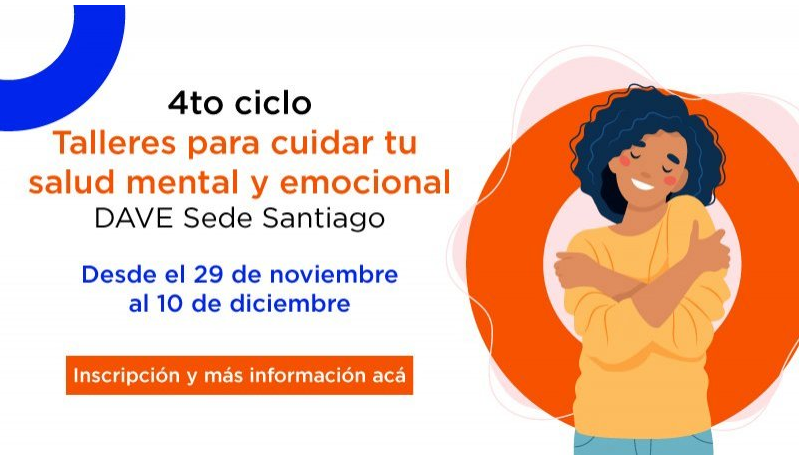 4to ciclo
Talleres para cuidar tu
salud mental y emocional
DAVE Sede Santiago
Desde el 29 de noviembre
al 10 de diciembre
Inscripción y más información acá